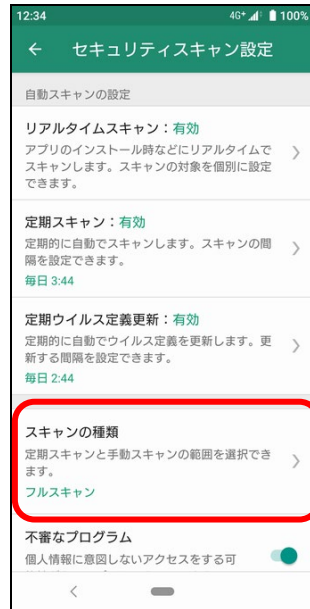 12:34 4G+ 100%
← セキュリティスキャン設定
自動スキャンの設定
リアルタイムスキャン：有効
アプリのインストール時などにリアルタイムで
スキャンします。スキャンの対象を個別に設定
できます。
定期スキャン：有効
定期的に自動でスキャンします。スキャンの間
隔を設定できます。
毎日 3:44
定期ウイルス定義更新：有効
定期的に自動でウイルス定義を更新します。更
新する間隔を設定できます。
毎日 2:44
スキャンの種類
定期スキャンと手動スキャンの範囲を選択でき
ます。
フルスキャン
不審なプログラム
個人情報に意図しないアクセスをする可